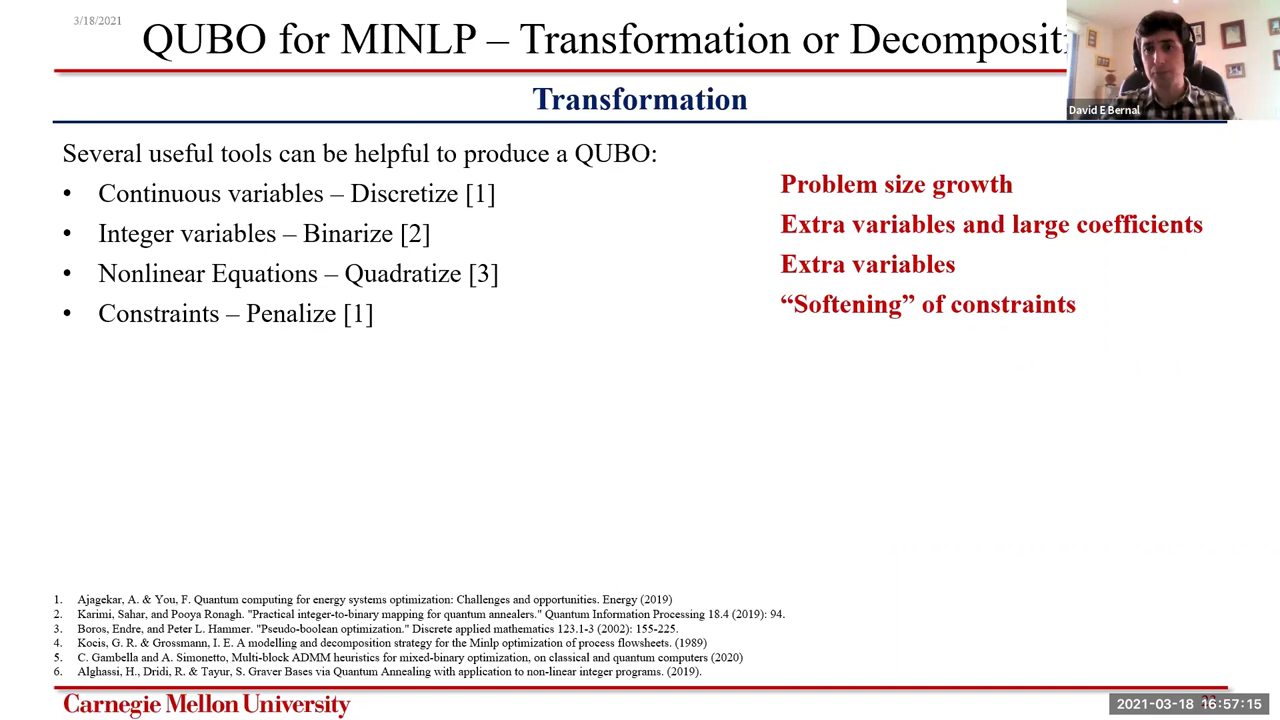 3/18/2021
QUBO for MINLP – Transformation or Decompositi
David E Bernal
Transformation
Several useful tools can be helpful to produce a QUBO:
• Continuous variables – Discretize [1]
Problem size growth
• Integer variables – Binarize [2]
Extra variables and large coefficients
• Nonlinear Equations – Quadratize [3]
Extra variables
• Constraints – Penalize [1]
“Softening” of constraints
1. Ajagekar, A. & You, F. Quantum computing for energy systems optimization: Challenges and opportunities. Energy (2019)
2. Karimi, Sahar, and Pooya Ronagh. "Practical integer-to-binary mapping for quantum annealers." Quantum Information Processing 18.4 (2019): 94.
3. Boros, Endre, and Peter L. Hammer. "Pseudo-boolean optimization." Discrete applied mathematics 123.1-3 (2002): 155-225.
4. Kocis, G. R. & Grossmann, I. E. A modelling and decomposition strategy for the Minlp optimization of process flowsheets. (1989)
5. C. Gambella and A. Simonetto, Multi-block ADMM heuristics for mixed-binary optimization, on classical and quantum computers (2020)
6. Alghassi, H., Dridi, R. & Tayur, S. Graver Bases via Quantum Annealing with application to non-linear integer programs. (2019).
Carnegie Mellon University
2021-03-18 16:57:15